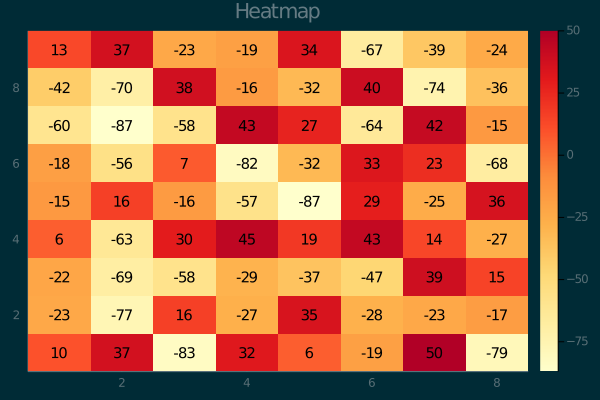 Heatmap
13 37 -23 -19 34 -67 -39 -24
8 -42 -70 38 -16 -32 40 -74 -36
-60 -87 -58 43 27 -64 42 -15
6 -18 -56 7 -82 -32 33 23 -68
-15 16 -16 -57 -87 29 -25 36
4 6 -63 30 45 19 43 14 -27
-22 -69 -58 -29 -37 -47 39 15
2 -23 -77 16 -27 35 -28 -23 -17
10 37 -83 32 6 -19 50 -79
2 4 6 8
50
25
0
-25
-50
-75